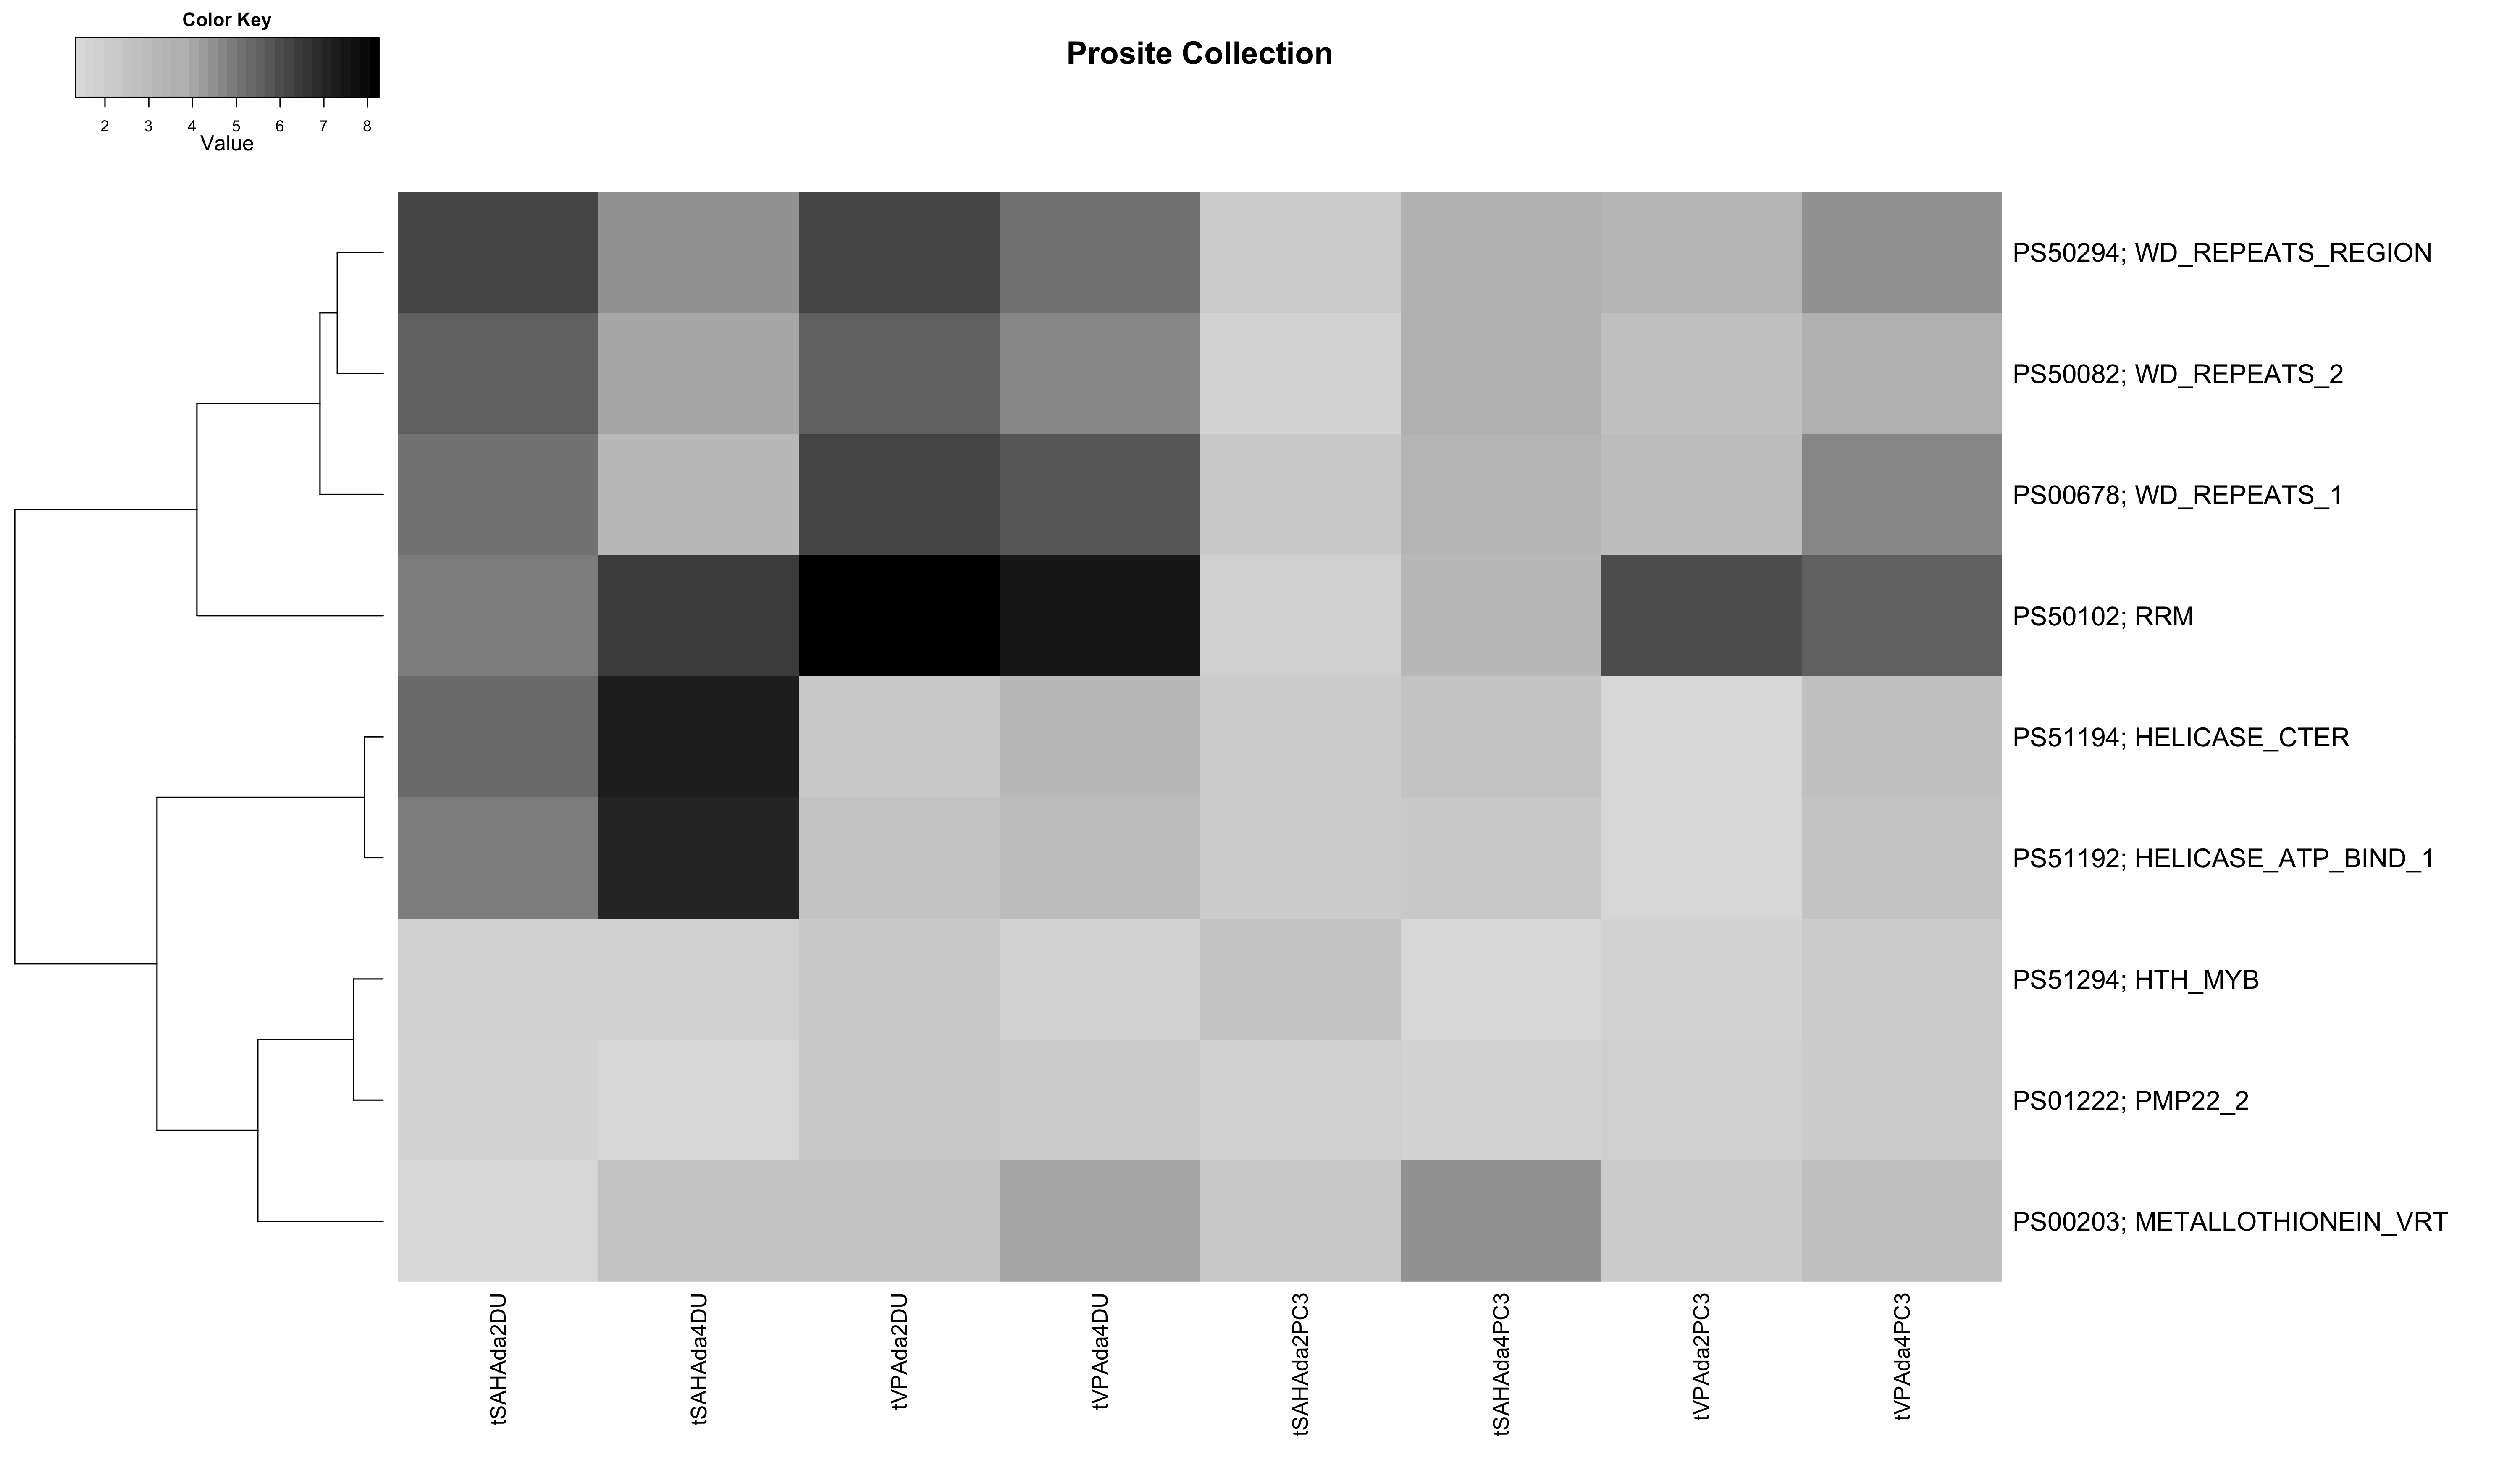 Color Key
2 3 4 5 6 7 8
Value
Prosite Collection
PS50294; WD_REPEATS_REGION
PS50082; WD_REPEATS_2
PS00678; WD_REPEATS_1
PS50102; RRM
PS51194; HELICASE_CTER
PS51192; HELICASE_ATP_BIND_1
PS51294; HTH_MYB
PS01222; PMP22_2
PS00203; METALLOTHIONEIN_VRT
tSAHAda2DU
tSAHAda4DU
tVPAda2DU
tVPAda4DU
tSAHAda2PC3
tSAHAda4PC3
tVPAda2PC3
tVPAda4PC3